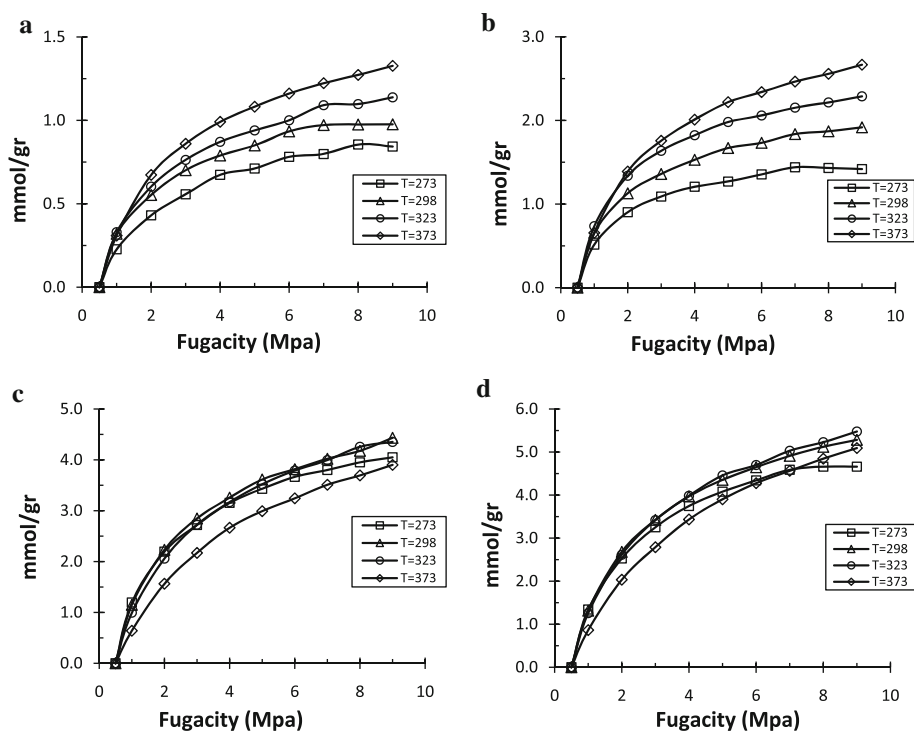 a
1.5
1.0
0.5
0.0
mmol/gr
0 2 4 6 8 10
Fugacity (Mpa)
T=273
T=298
T=323
T=373
b
3.0
2.0
1.0
0.0
mmol/gr
0 2 4 6 8 10
Fugacity (Mpa)
T=273
T=298
T=323
T=373
c
5.0
4.0
3.0
2.0
1.0
0.0
mmol/gr
0 2 4 6 8 10
Fugacity (Mpa)
T=273
T=298
T=323
T=373
d
6.0
5.0
4.0
3.0
2.0
1.0
0.0
mmol/gr
0 2 4 6 8 10
Fugacity (Mpa)
T=273
T=298
T=323
T=373